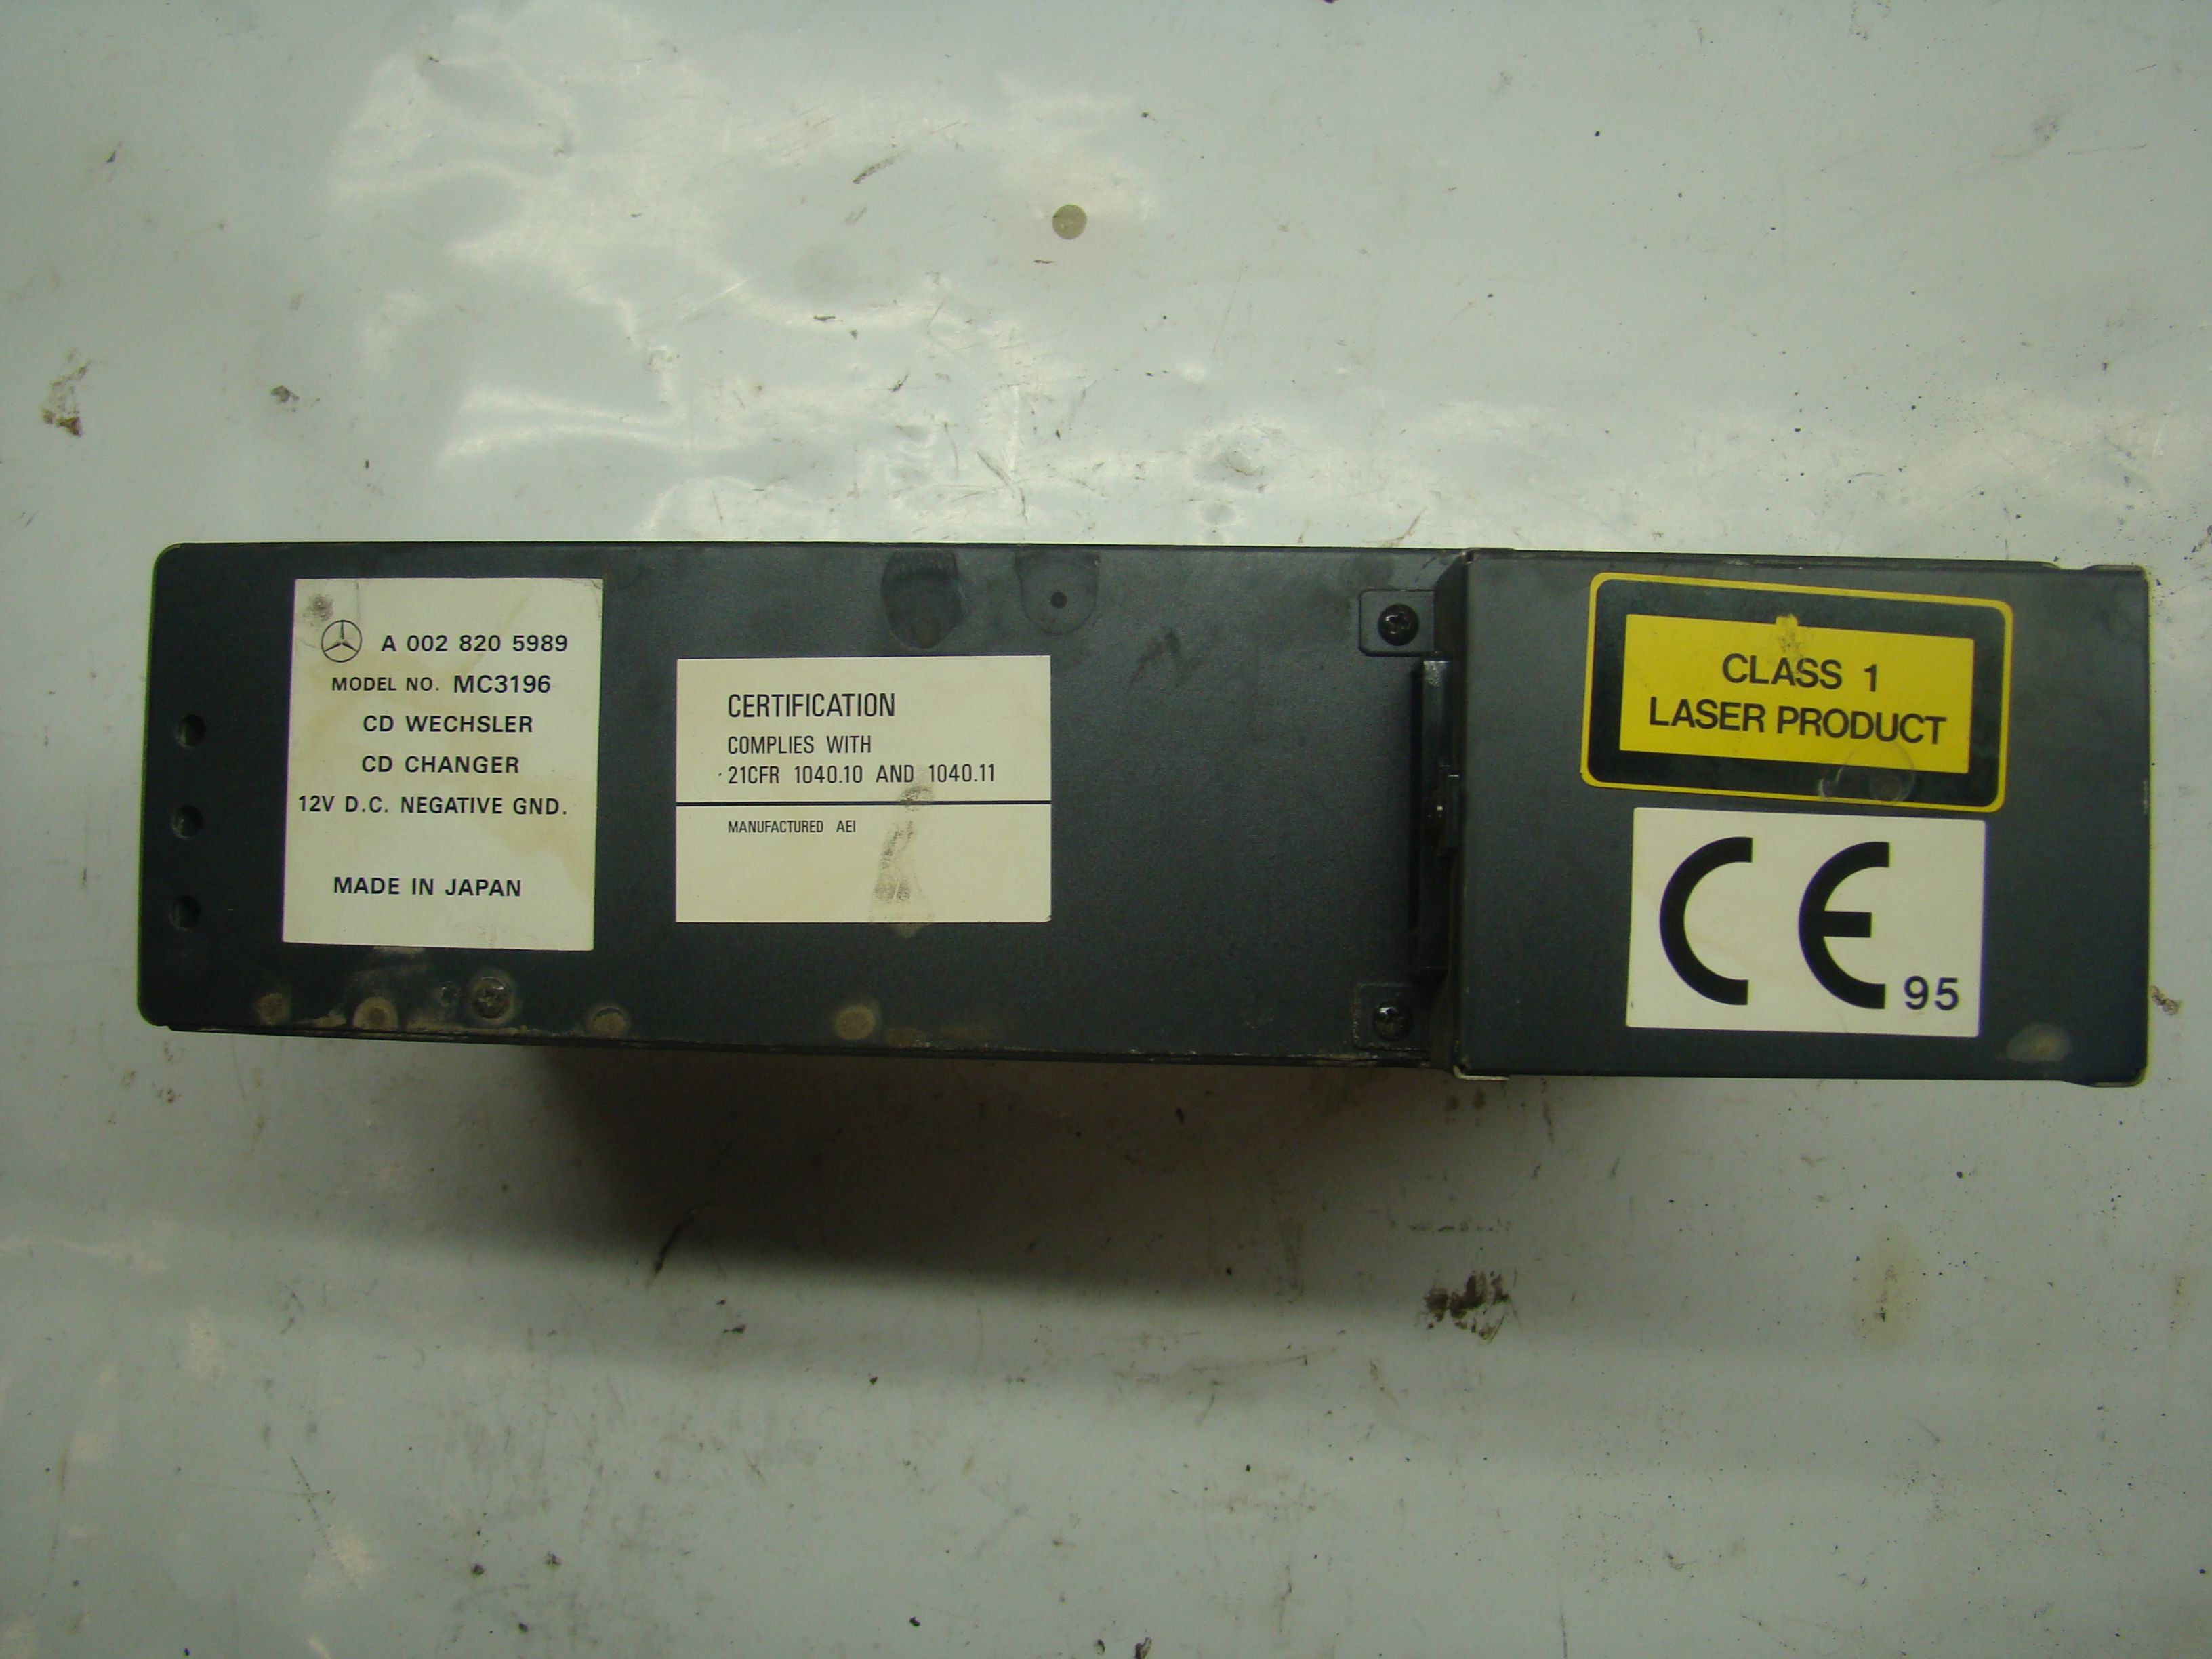 A 002 820 5989
MODEL NO. MC3196
CD WECHSLER
CD CHANGER
12V D.C. NEGATIVE GND.
MADE IN JAPAN
CERTIFICATION
COMPLIES WITH
21CFR 1040.10 AND 1040.11
MANUFACTURED AEI
CLASS 1
LASER PRODUCT
CE 95